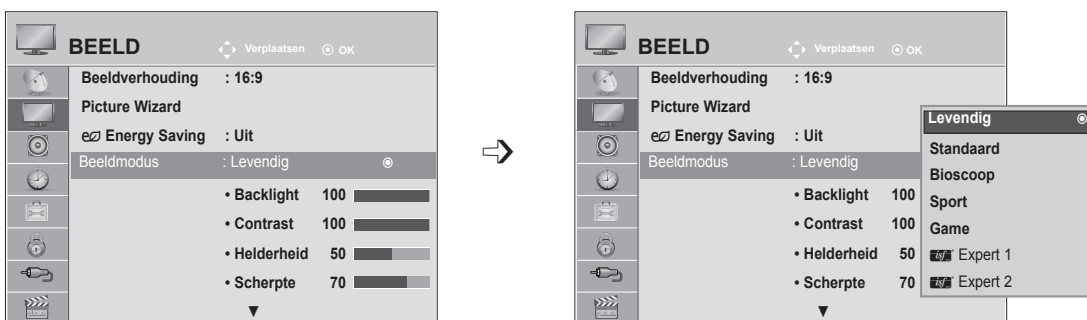 BEELD Verplaatsen OK
Beeldverhouding : 16:9
Picture Wizard
Energy Saving : Uit
Beeldmodus : Levendig
• Backlight 100
• Contrast 100
• Helderheid 50
• Scherpte 70
BEELD Verplaatsen OK
Beeldverhouding : 16:9
Picture Wizard
Energy Saving : Uit
Beeldmodus : Levendig
• Backlight 100
• Contrast 100
• Helderheid 50
• Scherpte 70
Levendig
Standaard
Bioscoop
Sport
Game
isf Expert 1
isf Expert 2